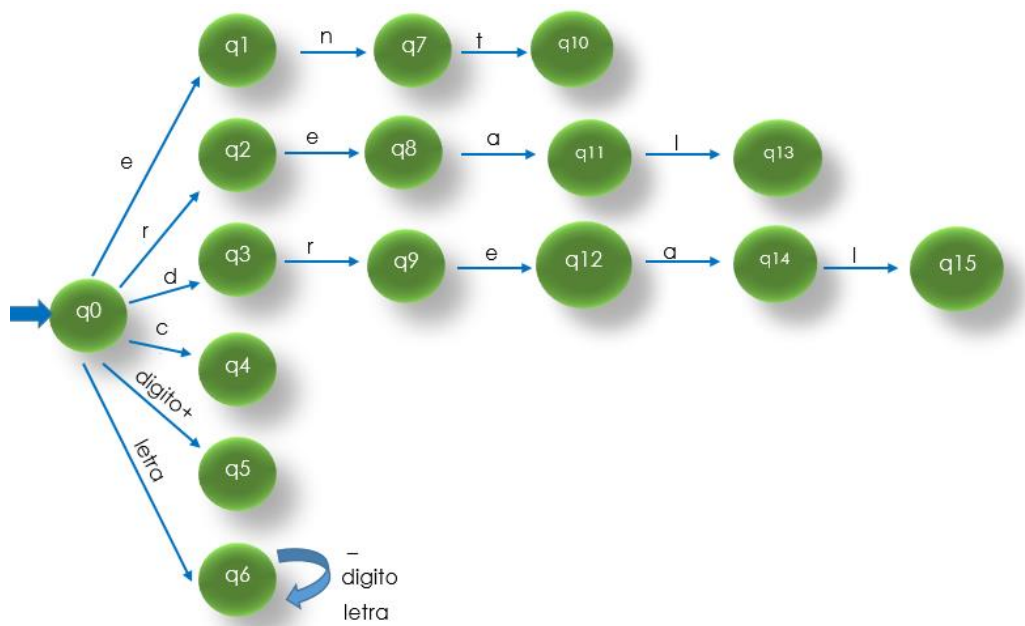 q1 n q7 t q10
e
q2 e q8 a q11 l q13
r
q3 r q9 e q12 a q14 l q15
d
q0
c
q4
digito+
q5
letra
q6
_
digito
letra